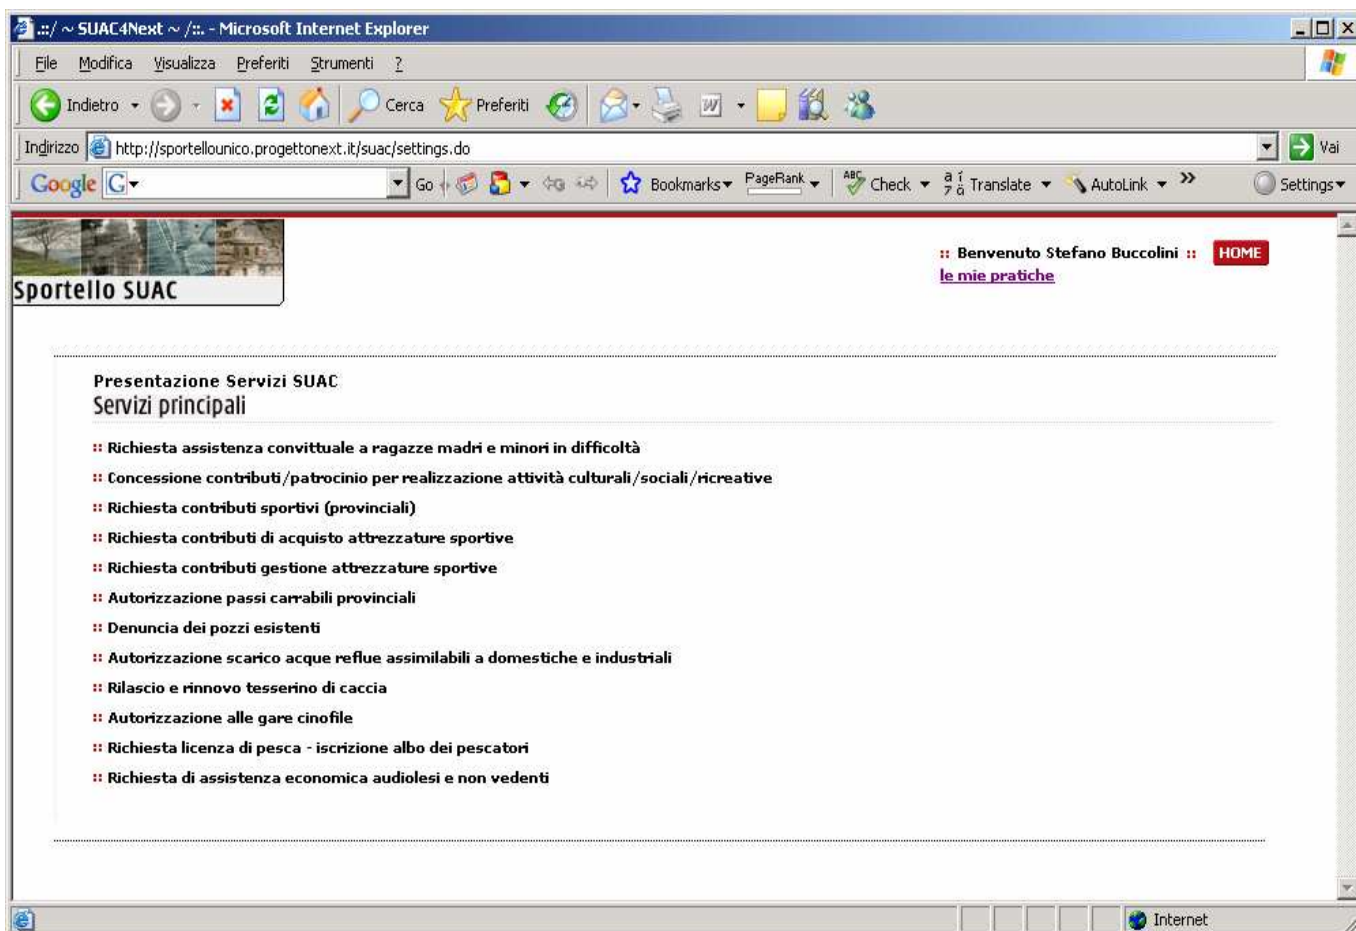 .::/ ~ SUAC4Next ~ /::. - Microsoft Internet Explorer
File Modifica Visualizza Preferiti Strumenti ?
Indietro Cerca Preferiti
Indirizzo http://sportellounico.progettonext.it/suac/settings.do Vai
Google G Go Bookmarks PageRank ABC Check Translate AutoLink » Settings
Sportello SUAC
:: Benvenuto Stefano Buccolini :: HOME
le mie pratiche
Presentazione Servizi SUAC
Servizi principali
:: Richiesta assistenza convittuale a ragazze madri e minori in difficoltà
:: Concessione contributi/patrocinio per realizzazione attività culturali/sociali/ricreative
:: Richiesta contributi sportivi (provinciali)
:: Richiesta contributi di acquisto attrezzature sportive
:: Richiesta contributi gestione attrezzature sportive
:: Autorizzazione passi carrabili provinciali
:: Denuncia dei pozzi esistenti
:: Autorizzazione scarico acque reflue assimilabili a domestiche e industriali
:: Rilascio e rinnovo tesserino di caccia
:: Autorizzazione alle gare cinofile
:: Richiesta licenza di pesca - iscrizione albo dei pescatori
:: Richiesta di assistenza economica audiolesi e non vedenti
Internet